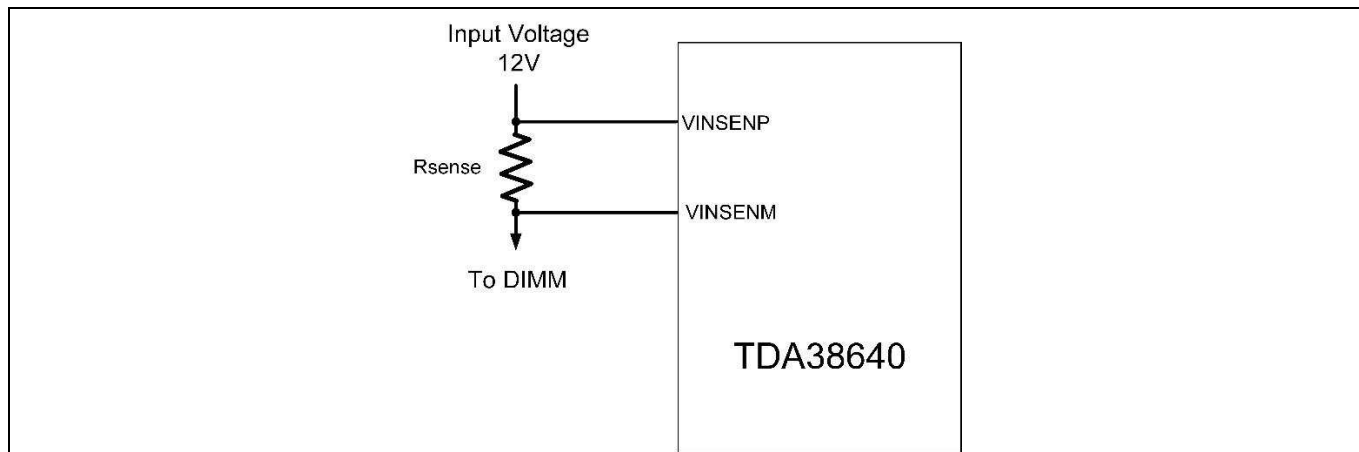 Input Voltage
12V
VINSENP
Rsense
VINSENM
To DIMM
TDA38640